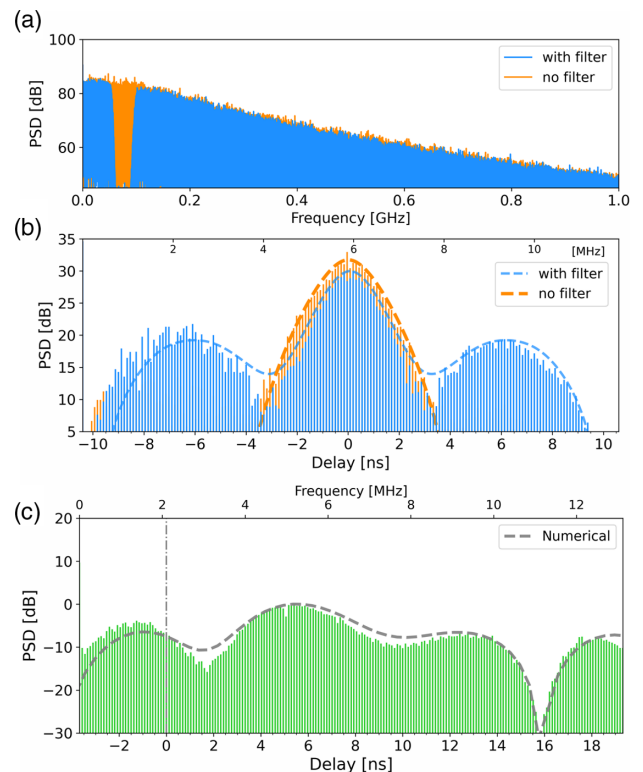 (a)
100
80
60
PSD [dB]
with filter
no filter
0.0 0.2 0.4 0.6 0.8 1.0
Frequency [GHz]
(b)
2 4 6 8 10 [MHz]
35
30
25
20
15
10
5
PSD [dB]
with filter
no filter
−10 −8 −6 −4 −2 0 2 4 6 8 10
Delay [ns]
(c)
Frequency [MHz]
0 2 4 6 8 10 12
20
10
0
−10
−20
−30
PSD [dB]
Numerical
−2 0 2 4 6 8 10 12 14 16 18
Delay [ns]